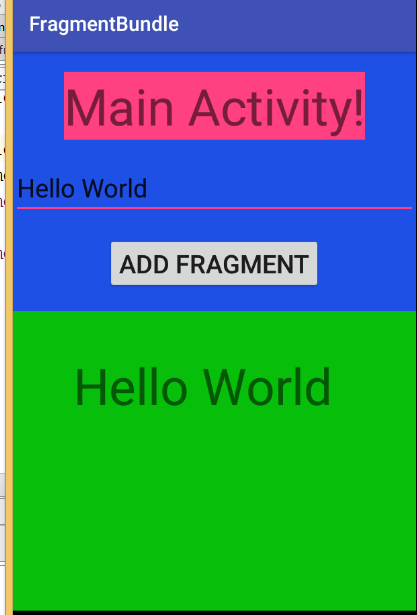 FragmentBundle
Main Activity!
Hello World
ADD FRAGMENT
Hello World